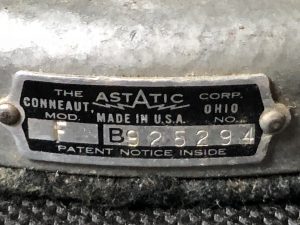 THE ASTATIC CORP.
CONNEAUT, OHIO
MOD. MADE IN U.S.A. NO.
F B925294
PATENT NOTICE INSIDE